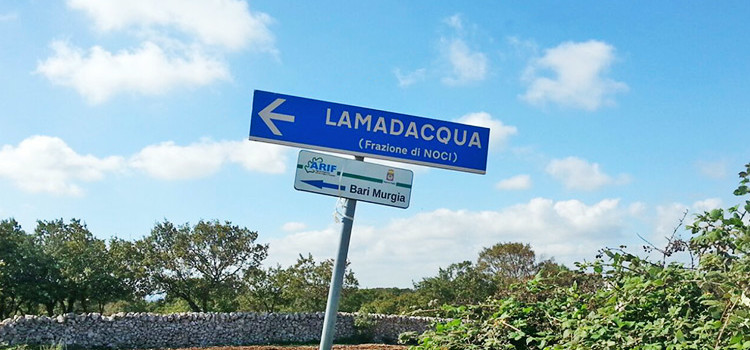 LAMADACQUA
(Frazione di NOCI)
ARIF
Bari Murgia